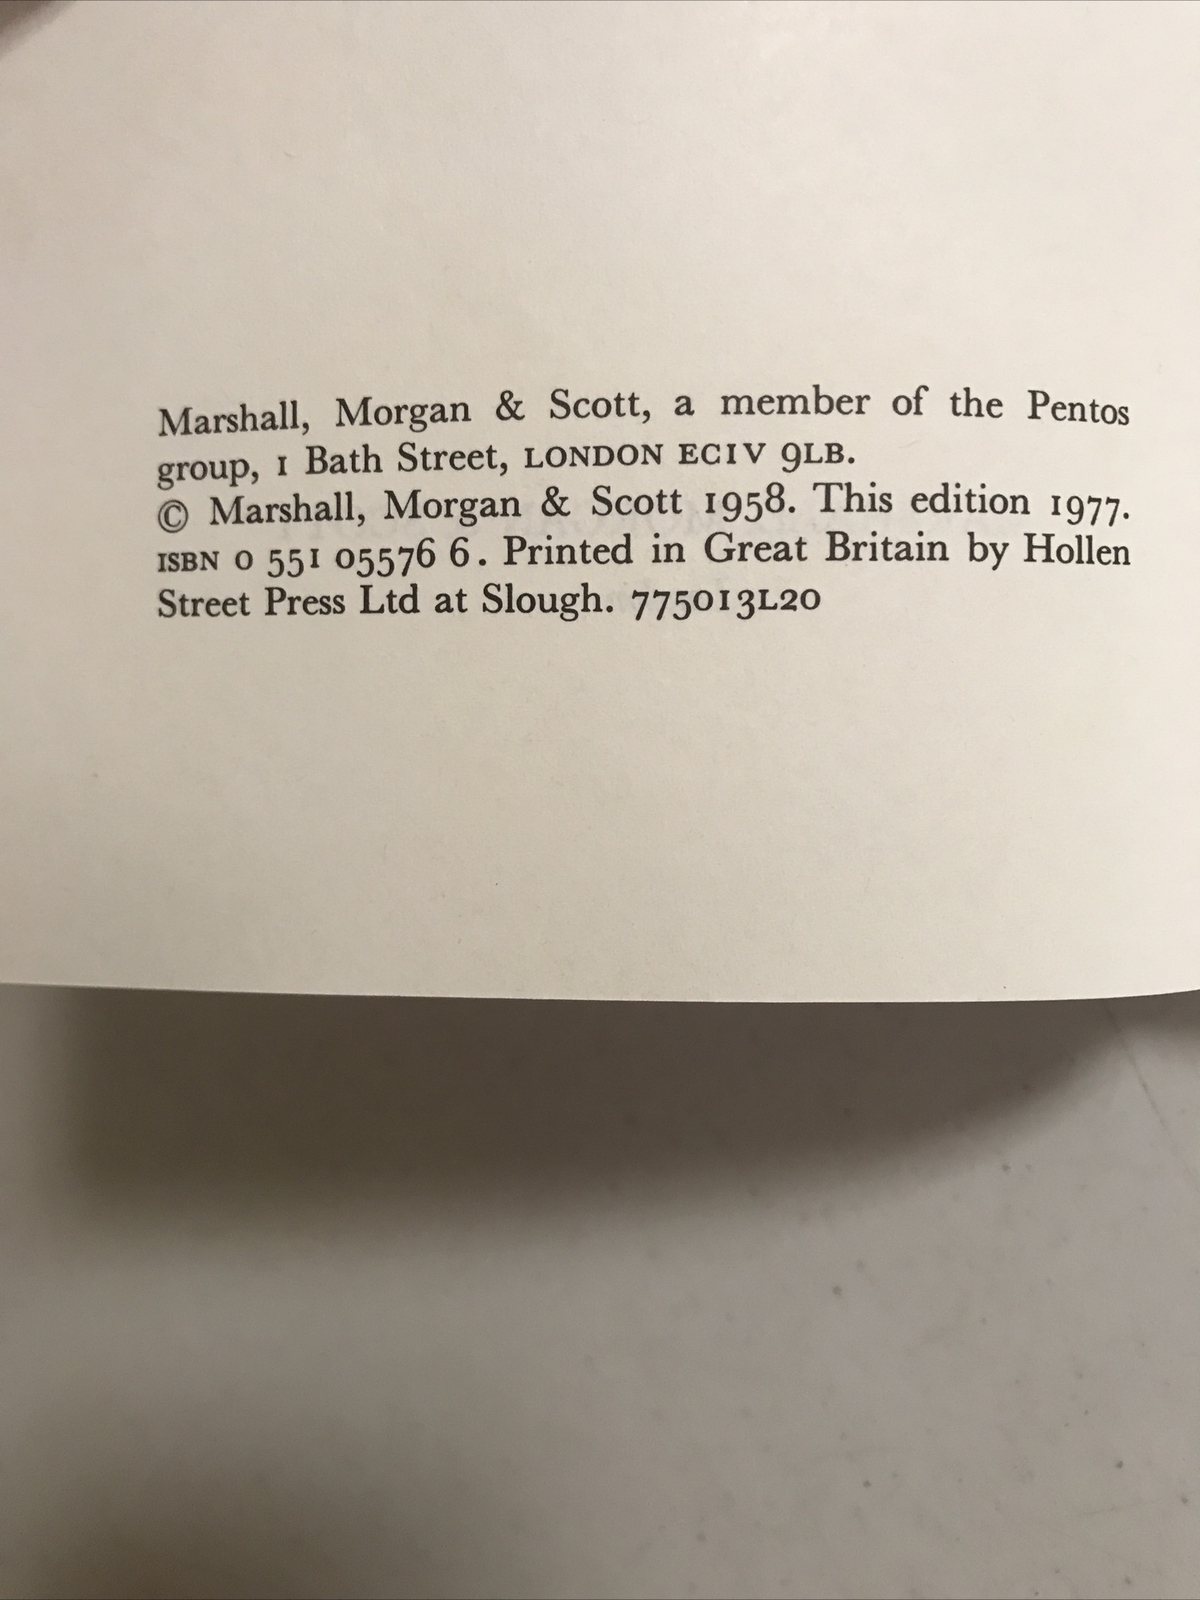 Marshall, Morgan & Scott, a member of the Pentos
group, 1 Bath Street, LONDON EC1V 9LB.
© Marshall, Morgan & Scott 1958. This edition 1977.
ISBN 0 551 05576 6. Printed in Great Britain by Hollen
Street Press Ltd at Slough. 775013L20